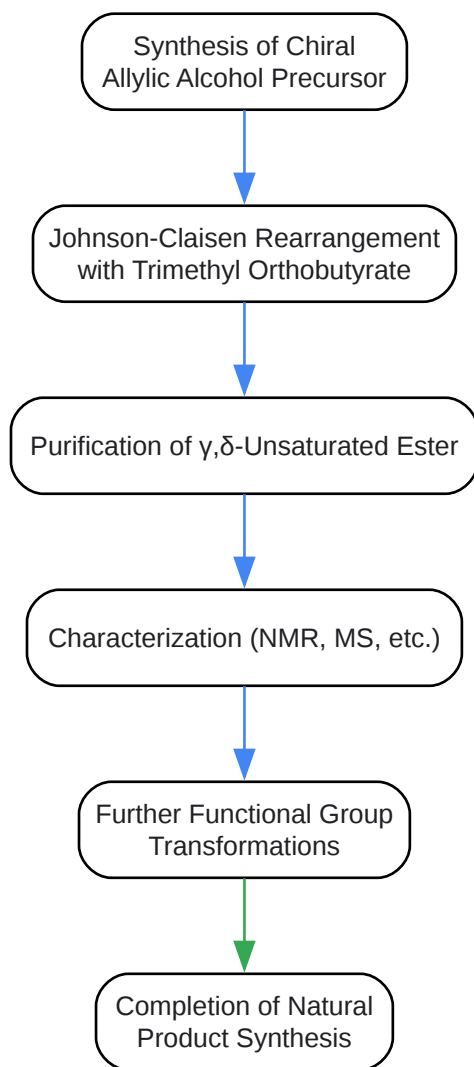 Synthesis of Chiral
Allylic Alcohol Precursor
Johnson-Claisen Rearrangement
with Trimethyl Orthobutyrate
Purification of γ,δ-Unsaturated Ester
Characterization (NMR, MS, etc.)
Further Functional Group
Transformations
Completion of Natural
Product Synthesis